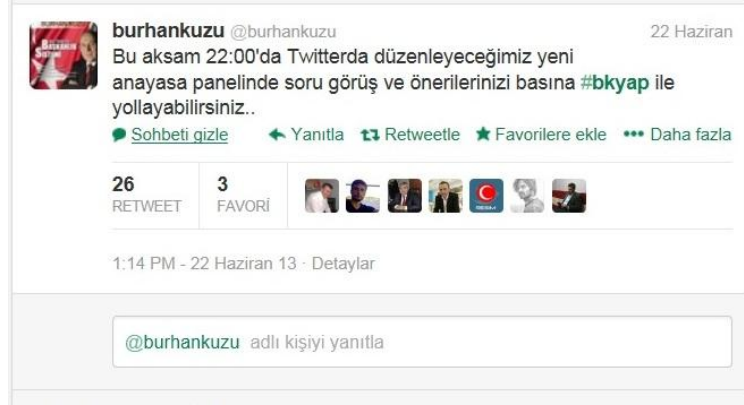 burhankuzu @burhankuzu 22 Haziran
Bu aksam 22:00'da Twitterda düzenleyeceğimiz yeni
anayasa panelinde soru görüş ve önerilerinizi basına #bkyap ile
yollayabilirsiniz..
Sohbeti gizle Yanıtla Retweetle Favorilere ekle Daha fazla
26 3
RETWEET FAVORİ
1:14 PM - 22 Haziran 13 · Detaylar
@burhankuzu adlı kişiyi yanıtla